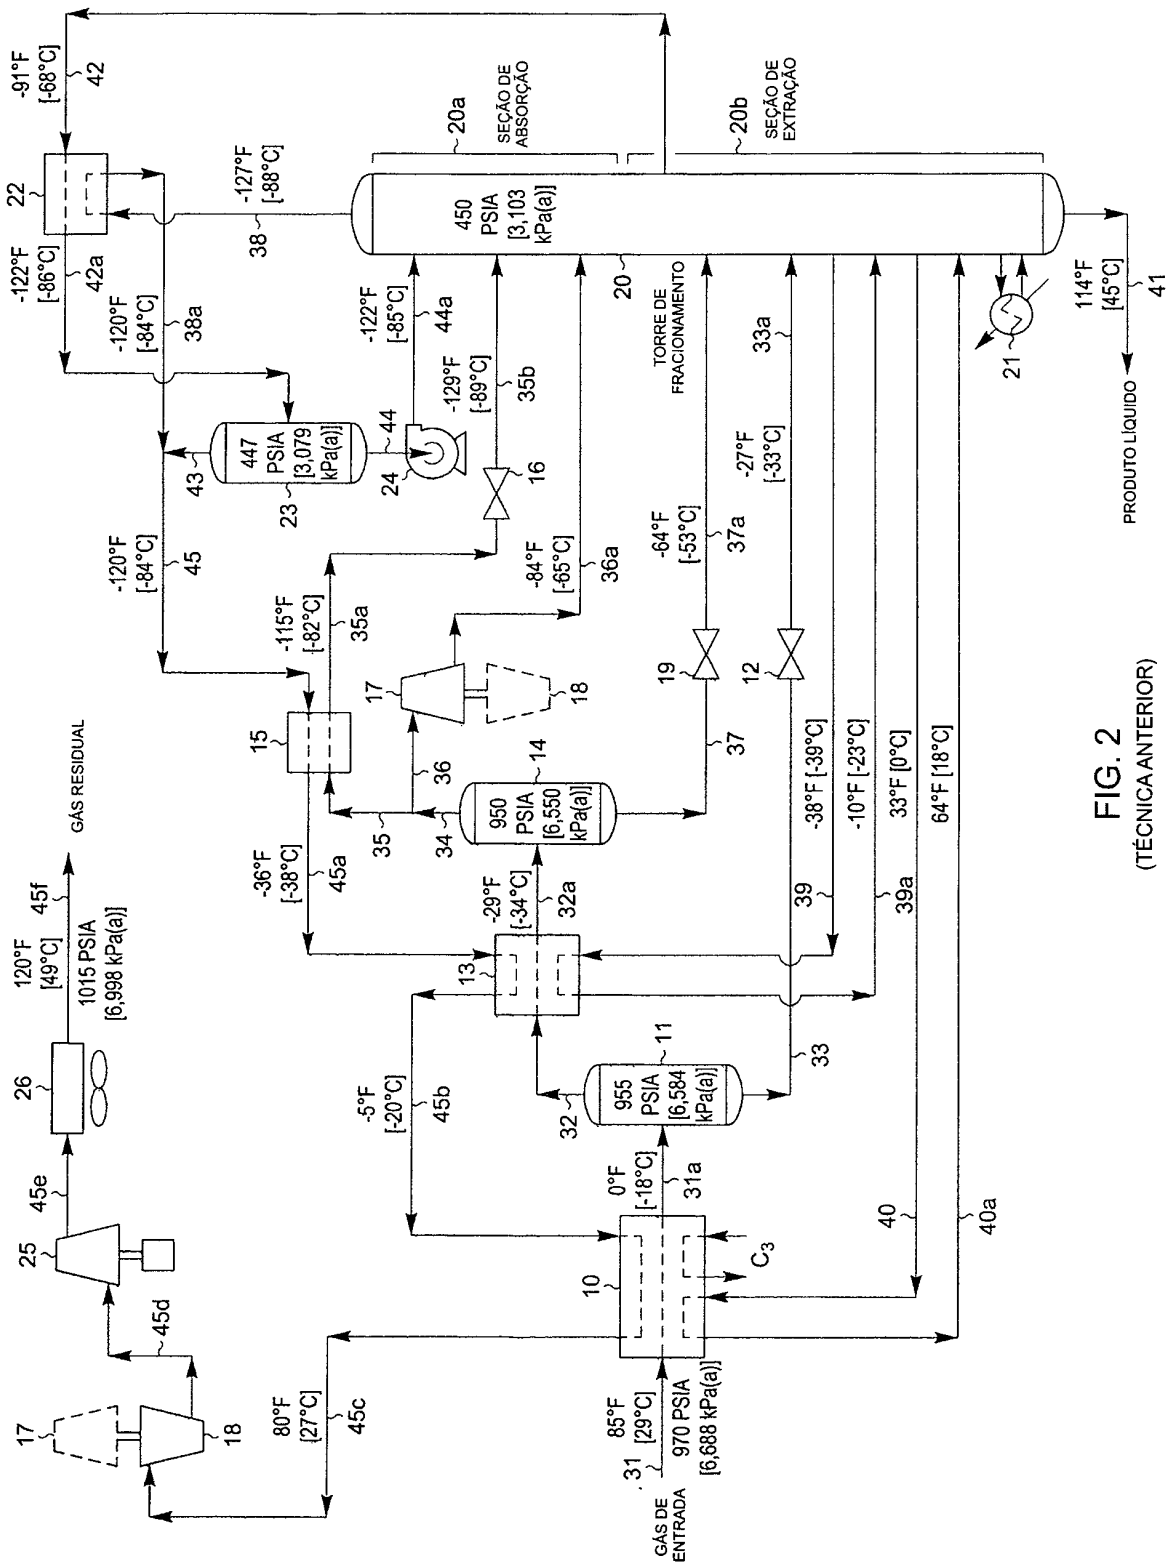 GÁS DE
ENTRADA
31
85°F
[29°C]
970 PSIA
[6,688 kPa(a)]
10
C3
0°F
[-18°C]
31a
11
955
PSIA
[6,584
kPa(a)]
32
33
13
-29°F
[-34°C]
32a
14
950
PSIA
[6,550
kPa(a)]
34
35
36
37
15
-36°F
[-38°C]
45a
-5°F
[-20°C]
45b
80°F
[27°C]
45c
17
18
45d
25
45e
26
120°F
[49°C]
45f
1015 PSIA
[6,998 kPa(a)]
GÁS RESIDUAL
17
18
-115°F
[-82°C]
35a
16
-129°F
[-89°C]
35b
-84°F
[-65°C]
36a
19
-64°F
[-53°C]
37a
12
-27°F
[-33°C]
33a
-120°F
[-84°C]
45
43
447
PSIA
[3,079
kPa(a)]
23
44
24
-122°F
[-85°C]
44a
-120°F
[-84°C]
38a
-122°F
[-86°C]
42a
22
-91°F
[-68°C]
42
-127°F
[-88°C]
38
450
PSIA
[3,103
kPa(a)]
20
TORRE DE
FRACIONAMENTO
20a
SEÇÃO DE
ABSORÇÃO
20b
SEÇÃO DE
EXTRAÇÃO
21
114°F
[45°C]
41
PRODUTO LÍQUIDO
39
-38°F [-39°C]
39a
-10°F [-23°C]
40
33°F [0°C]
40a
64°F [18°C]
FIG. 2
(TÉCNICA ANTERIOR)